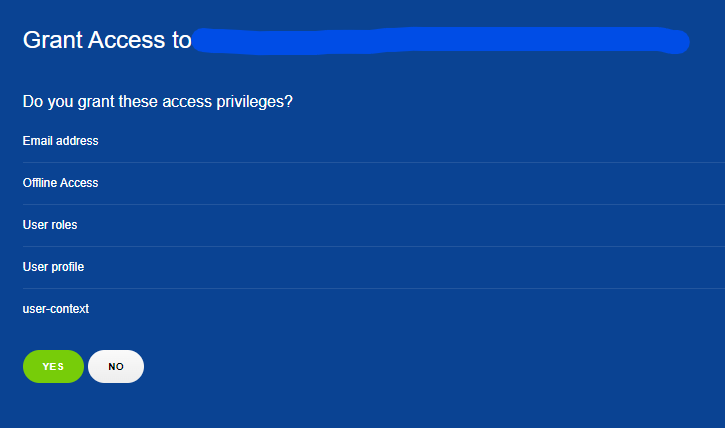 Grant Access to
Do you grant these access privileges?
Email address
Offline Access
User roles
User profile
user-context
YES NO